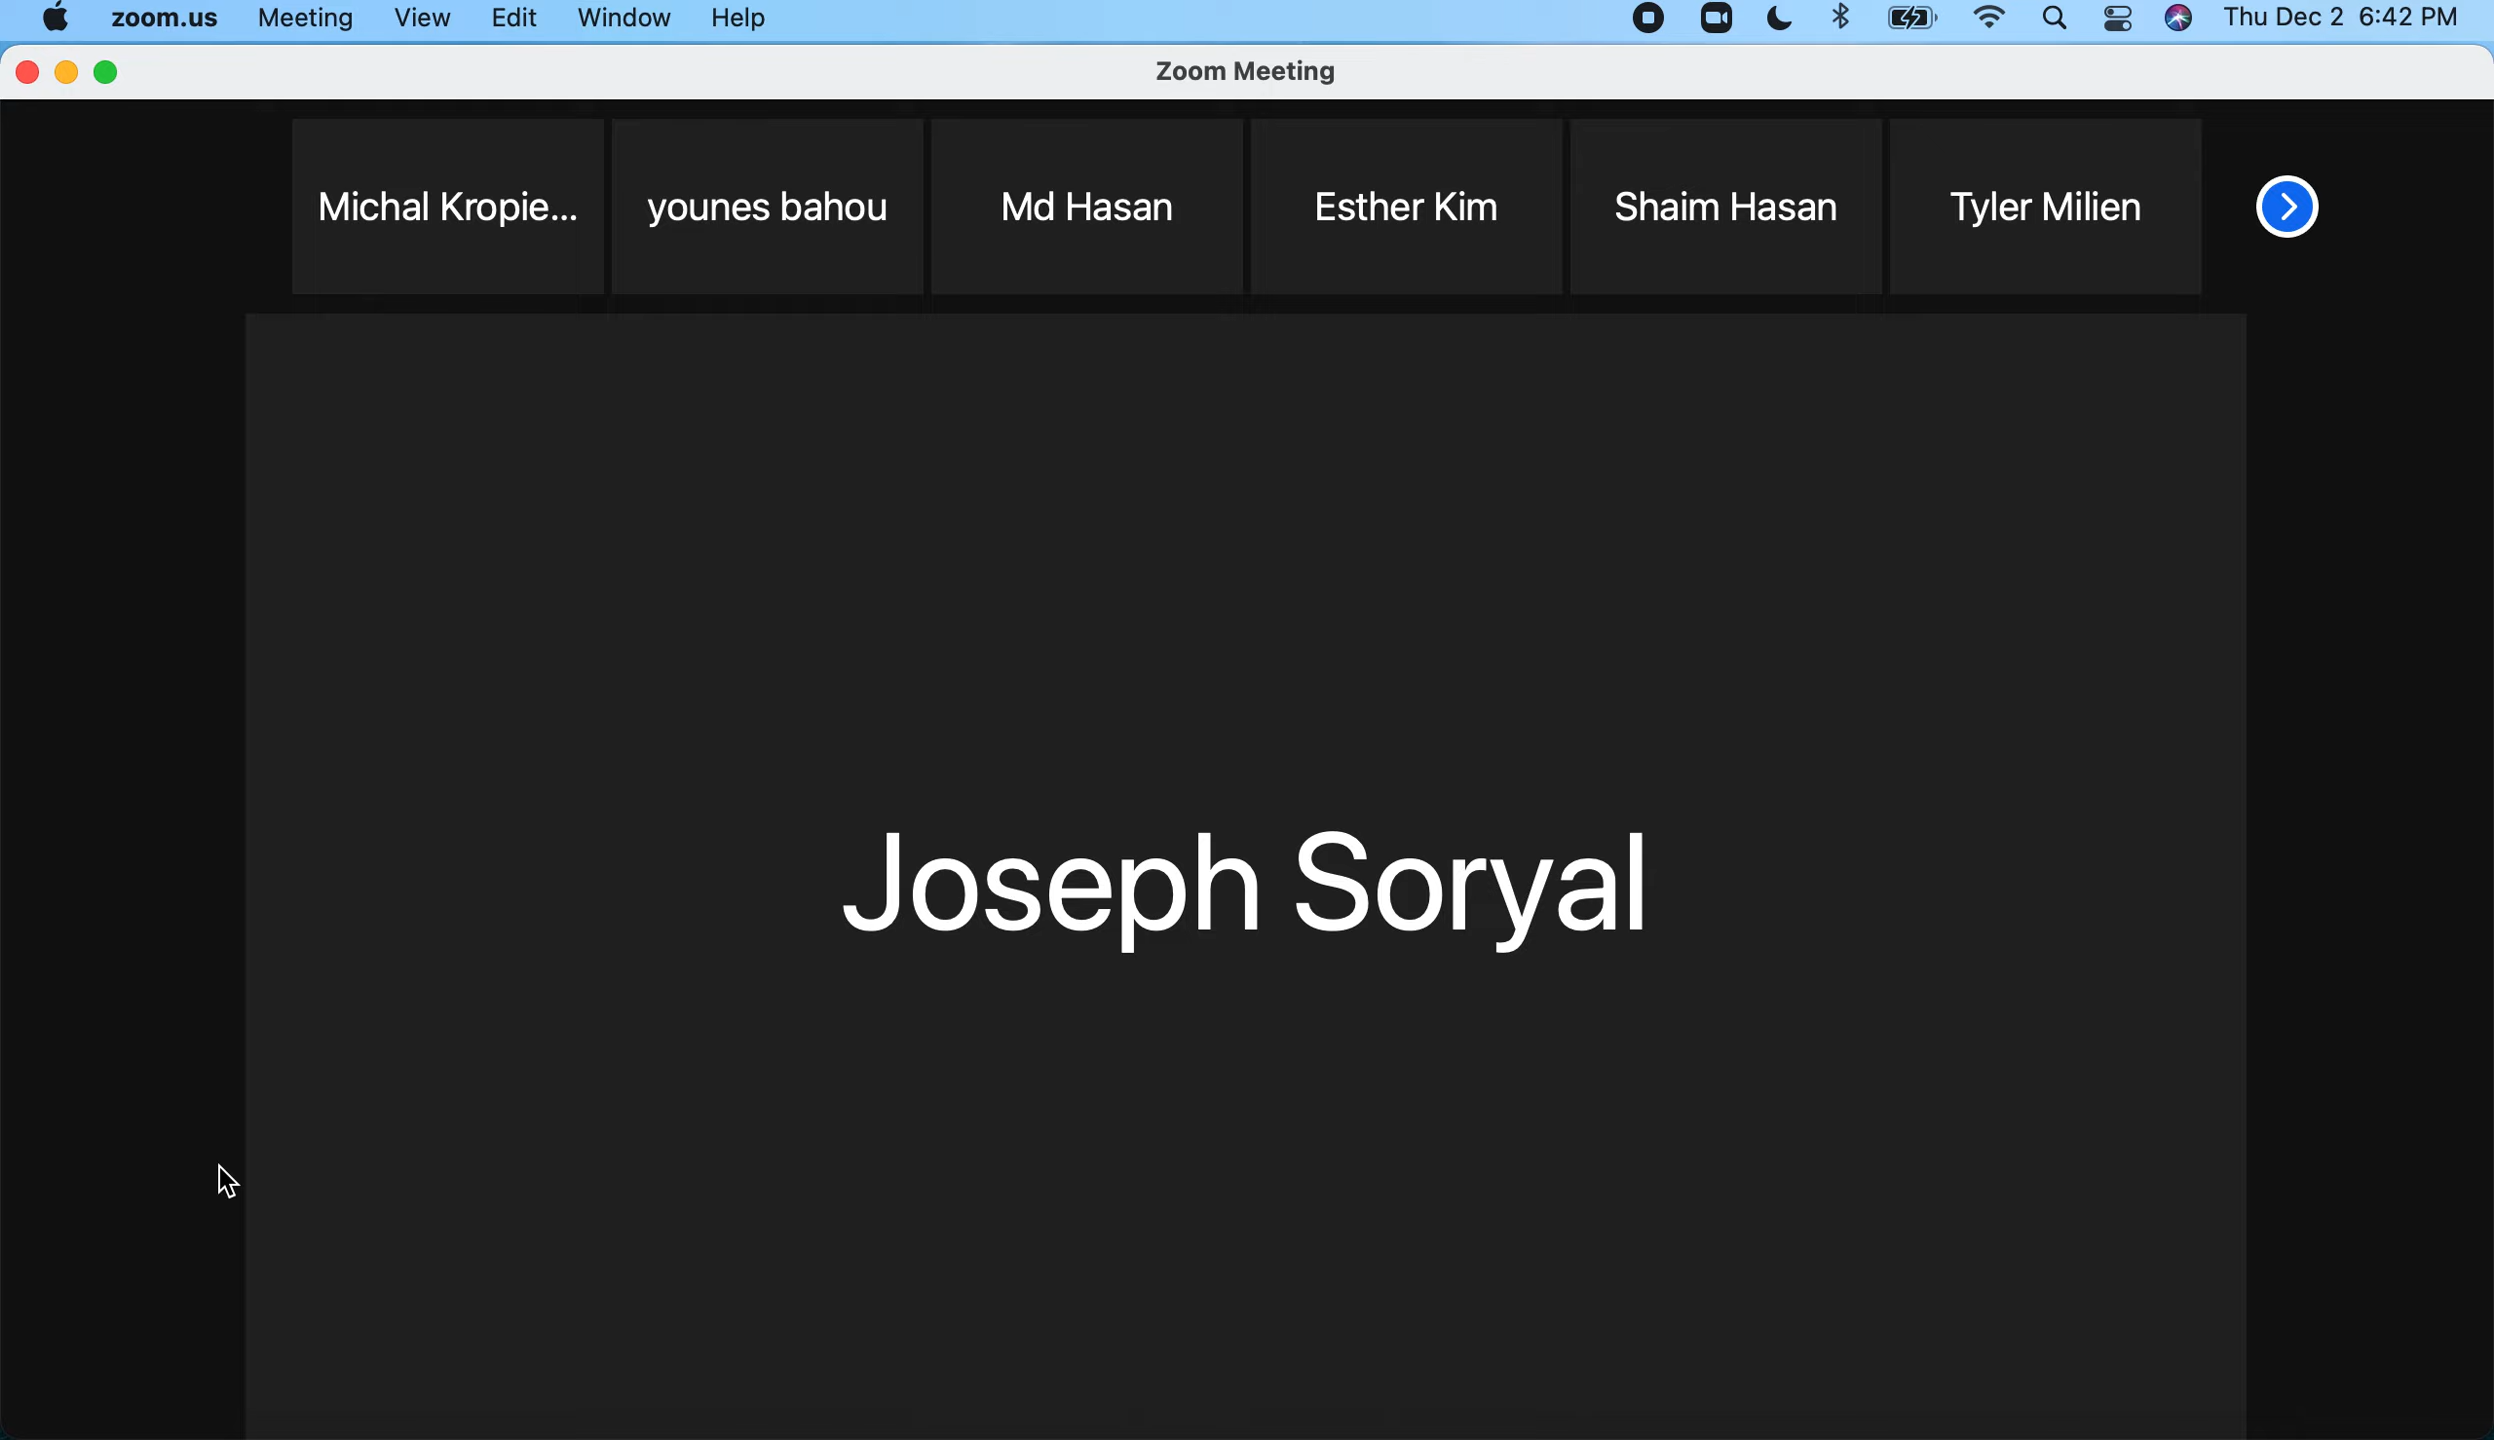 zoom.us Meeting View Edit Window Help Thu Dec 2 6:42 PM
Zoom Meeting
Michal Kropie... younes bahou Md Hasan Esther Kim Shaim Hasan Tyler Milien
Joseph Soryal